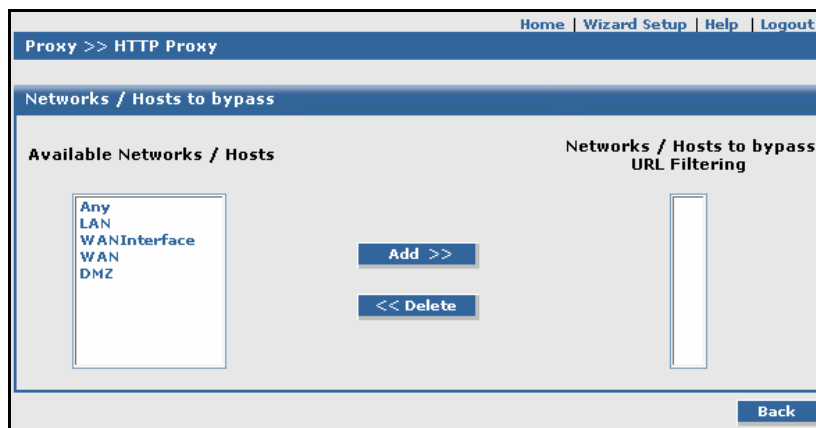 Home | Wizard Setup | Help | Logout
Proxy >> HTTP Proxy
Networks / Hosts to bypass
Available Networks / Hosts
Networks / Hosts to bypass
URL Filtering
Any
LAN
WANInterface
WAN
DMZ
Add >>
<< Delete
Back